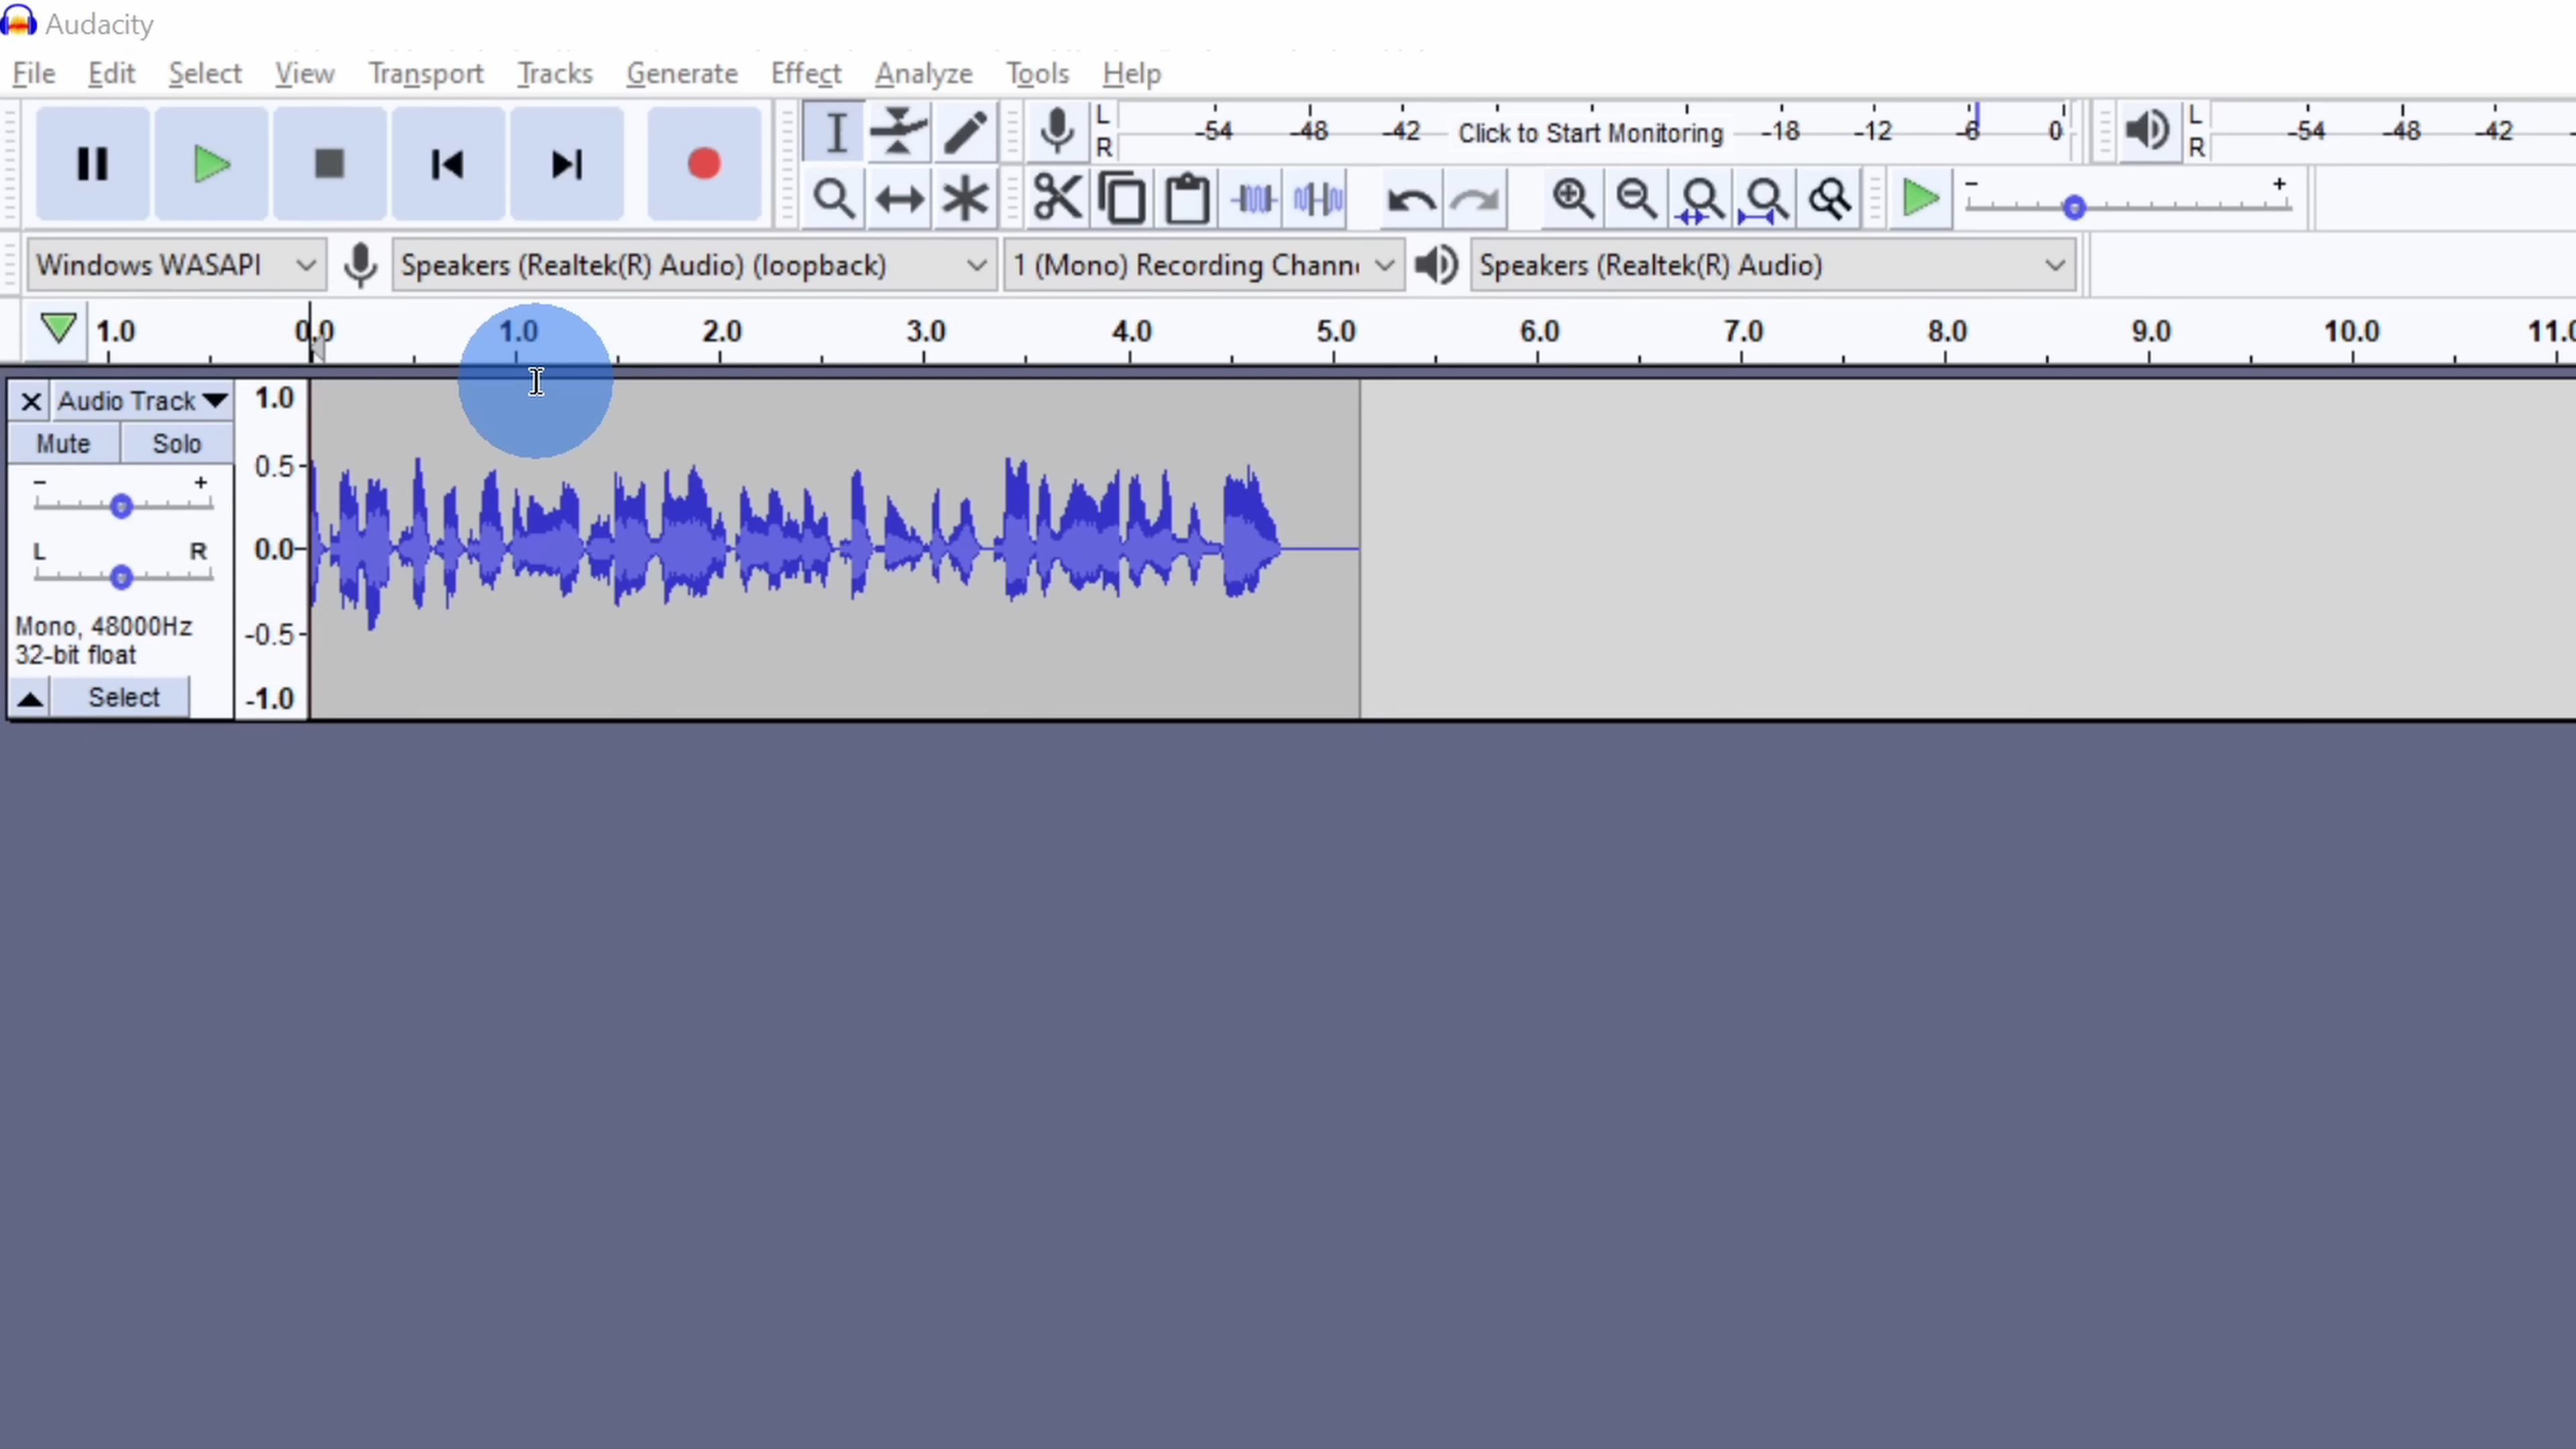 Audacity
File Edit Select View Transport Tracks Generate Effect Analyze Tools Help
L
R
-54 -48 -42 Click to Start Monitoring -18 -12 -6 0
L
R
-54 -48 -42
- +
Windows WASAPI Speakers (Realtek(R) Audio) (loopback) 1 (Mono) Recording Chann Speakers (Realtek(R) Audio)
1.0 0.0 1.0 2.0 3.0 4.0 5.0 6.0 7.0 8.0 9.0 10.0 11.0
X Audio Track 1.0
Mute Solo
0.5
- +
L R
0.0
Mono, 48000Hz
-0.5
32-bit float
Select -1.0